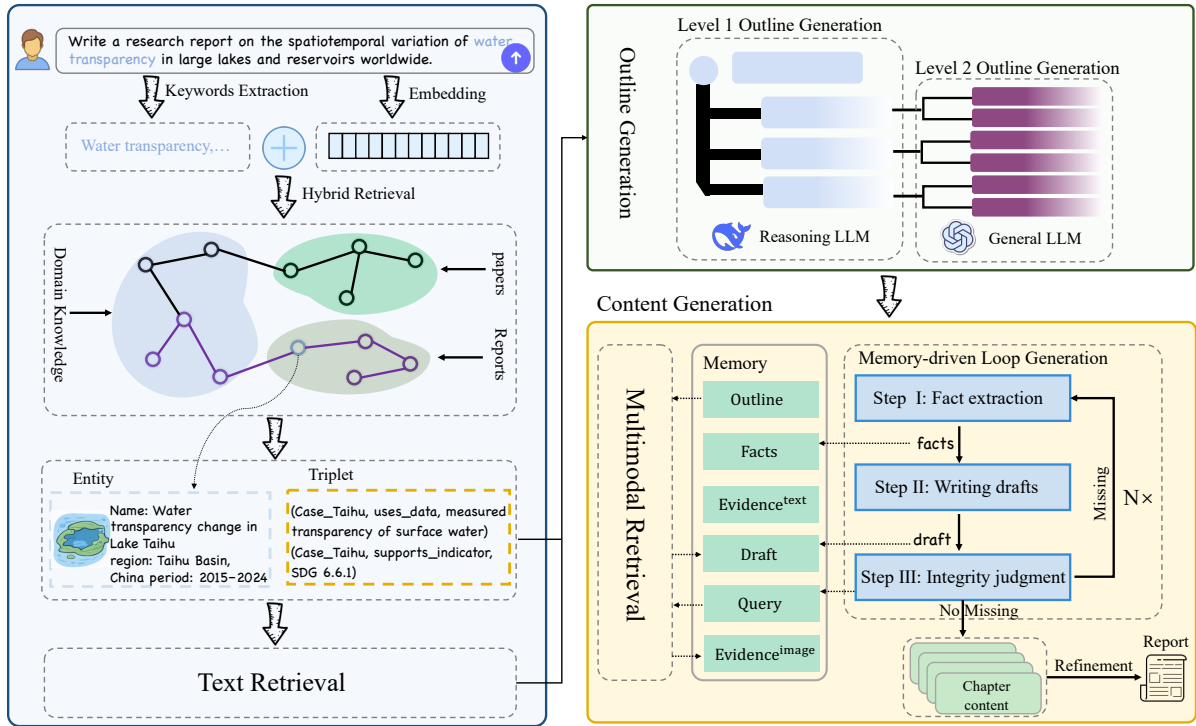 Write a research report on the spatiotemporal variation of water
transparency in large lakes and reservoirs worldwide.
Keywords Extraction
Embedding
Water transparency,...
Hybrid Retrieval
Domain Knowledge
papers
Reports
Entity
Name: Water
transparency change in
Lake Taihu
region: Taihu Basin,
China period: 2015-2024
Triplet
(Case_Taihu, uses_data, measured
transparency of surface water)
(Case_Taihu, supports_indicator,
SDG 6.6.1)
Text Retrieval
Outline Generation
Level 1 Outline Generation
Level 2 Outline Generation
Reasoning LLM
General LLM
Content Generation
Multimodal Rretrieval
Memory
Outline
Facts
Evidence^text
Draft
Query
Evidence^image
Memory-driven Loop Generation
Step I: Fact extraction
facts
Step II: Writing drafts
draft
Step III: Integrity judgment
Missing
N×
No Missing
Chapter
content
Refinement
Report